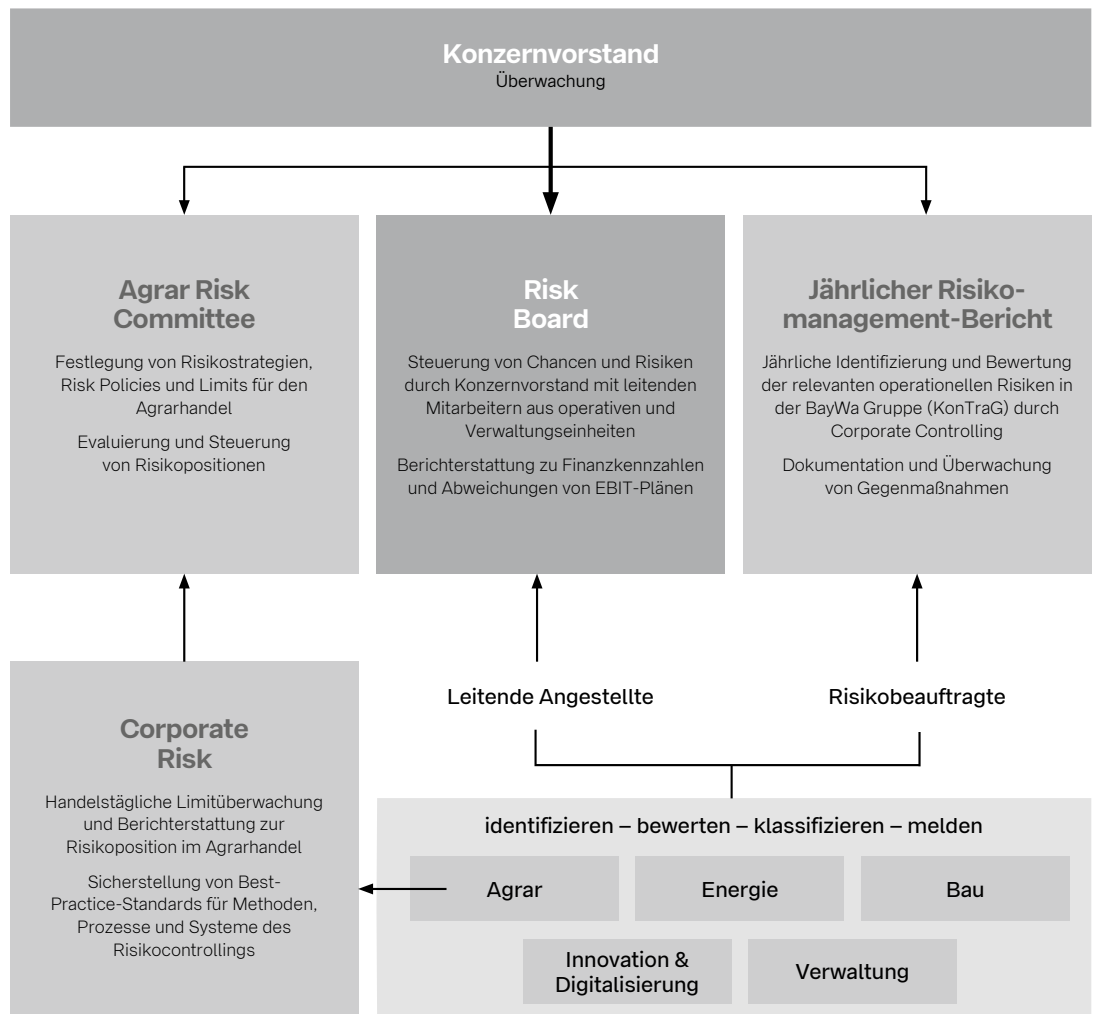 Konzernvorstand
Überwachung
Agrar Risk
Committee
Festlegung von Risikostrategien,
Risk Policies und Limits für den
Agrarhandel
Evaluierung und Steuerung
von Risikopositionen
Risk
Board
Steuerung von Chancen und Risiken
durch Konzernvorstand mit leitenden
Mitarbeitern aus operativen und
Verwaltungseinheiten
Berichterstattung zu Finanzkennzahlen
und Abweichungen von EBIT-Plänen
Jährlicher Risiko-
management-Bericht
Jährliche Identifizierung und Bewertung
der relevanten operationellen Risiken in
der BayWa Gruppe (KonTraG) durch
Corporate Controlling
Dokumentation und Überwachung
von Gegenmaßnahmen
Leitende Angestellte
Risikobeauftragte
Corporate
Risk
Handelstägliche Limitüberwachung
und Berichterstattung zur
Risikoposition im Agrarhandel
Sicherstellung von Best-
Practice-Standards für Methoden,
Prozesse und Systeme des
Risikocontrollings
identifizieren – bewerten – klassifizieren – melden
Agrar
Energie
Bau
Innovation &
Digitalisierung
Verwaltung